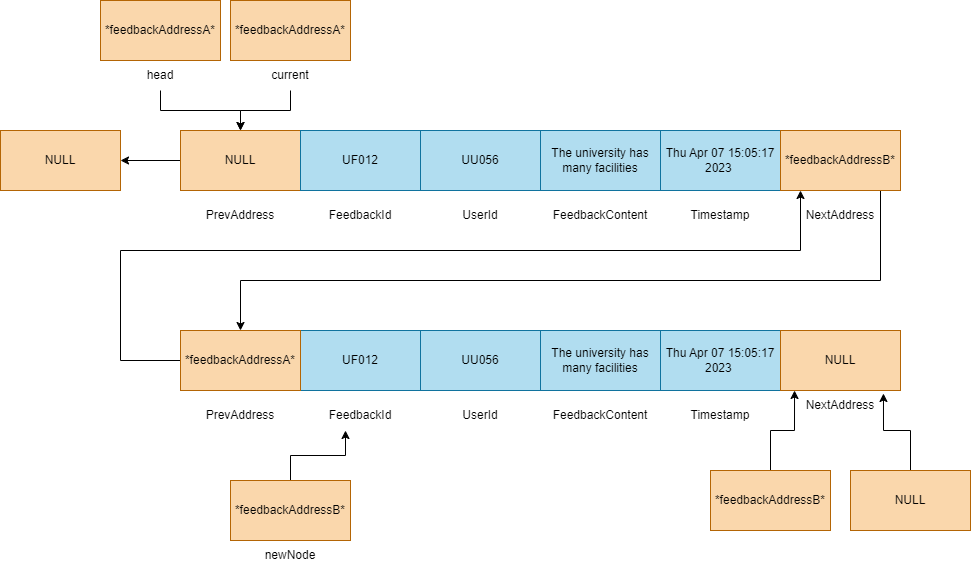 *feedbackAddressA*
*feedbackAddressA*
head
current
NULL
NULL
UF012
UU056
The university has
many facilities
Thu Apr 07 15:05:17
2023
*feedbackAddressB*
PrevAddress
FeedbackId
UserId
FeedbackContent
Timestamp
NextAddress
*feedbackAddressA*
UF012
UU056
The university has
many facilities
Thu Apr 07 15:05:17
2023
NULL
PrevAddress
FeedbackId
UserId
FeedbackContent
Timestamp
NextAddress
*feedbackAddressB*
newNode
*feedbackAddressB*
NULL